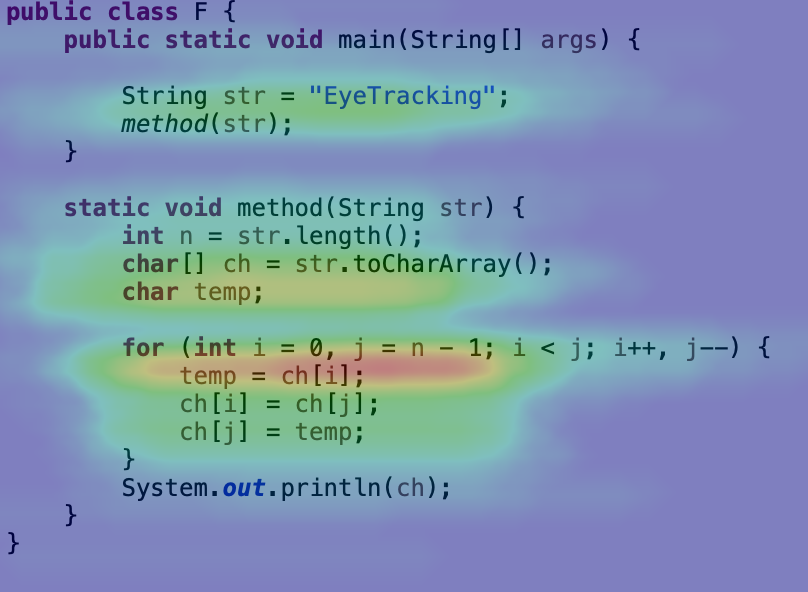 public class F {
    public static void main(String[] args) {
        String str = "EyeTracking";
        method(str);
    }
    static void method(String str) {
        int n = str.length();
        char[] ch = str.toCharArray();
        char temp;
        for (int i = 0, j = n - 1; i < j; i++, j--) {
            temp = ch[i];
            ch[i] = ch[j];
            ch[j] = temp;
        }
        System.out.println(ch);
    }
}